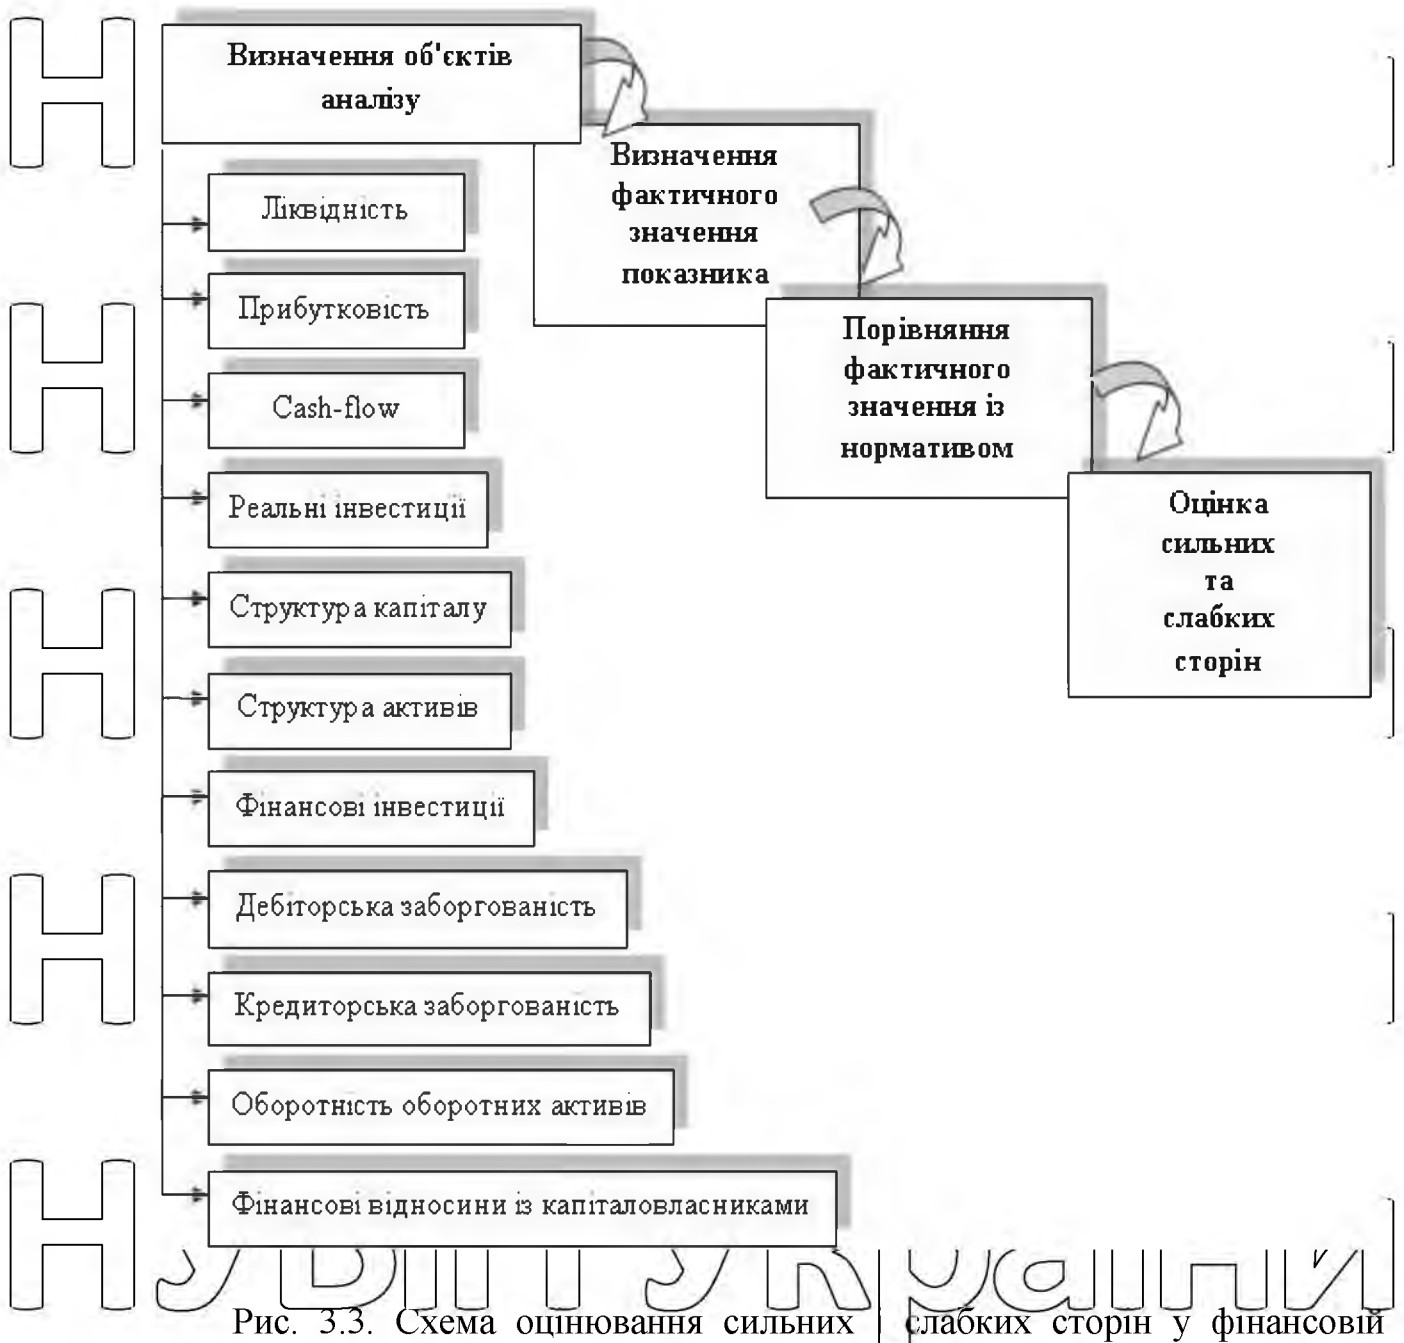 Визначення об'єктів
аналізу
Визначення
фактичного
значення
показника
Порівняння
фактичного
значення із
нормативом
Оцінка
сильних
та
слабких
сторін
Ліквідність
Прибутковість
Cash-flow
Реальні інвестиції
Структура капіталу
Структура активів
Фінансові інвестиції
Дебіторська заборгованість
Кредиторська заборгованість
Оборотність оборотних активів
Фінансові відносини із капіталовласниками
Н
Н
Н
Н
НУБІП України
Рис. 3.3. Схема оцінювання сильних і слабких сторін у фінансовій